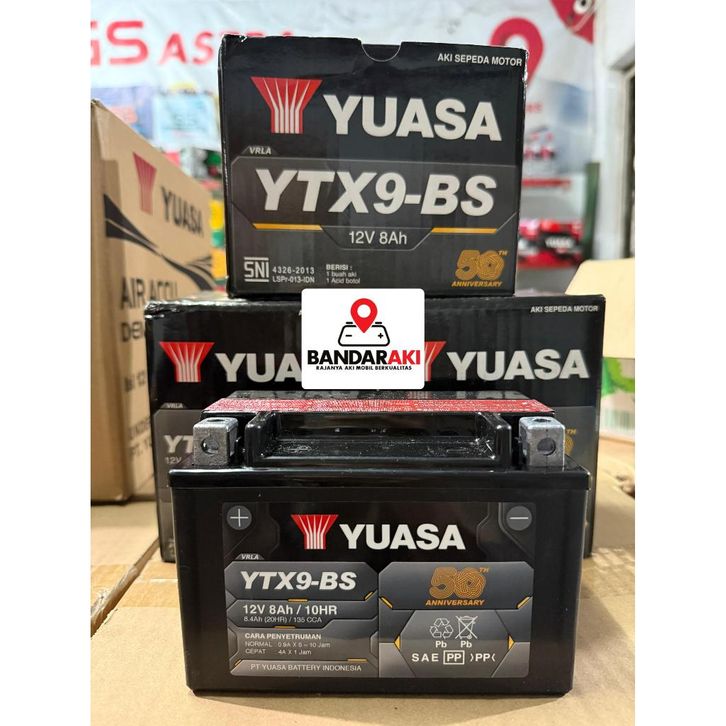 GS ASTRA
AKI SEPEDA MOTOR
YUASA
VRLA
YTX9-BS
12V 8Ah
SNI 4326-2013
LSPr-013-IDN
BERISI :
1 buah aki
1 Acid botol
50TH
ANNIVERSARY
YUASA
AIR ACCU
AKI SEPEDA MOTOR
YUASA
YUASA
VRLA
BANDARAKI
RAJANYA AKI MOBIL BERKUALITAS
+
YUASA
−
VRLA
YTX9-BS
12V 8Ah / 10HR
8.4Ah (20HR) / 135 CCA
CARA PENYETRUMAN
NORMAL : 0.9A X 5 - 10 Jam
CEPAT : 4A X 1 Jam
PT YUASA BATTERY INDONESIA
50TH
ANNIVERSARY
Pb Pb
SAE PP >PP<